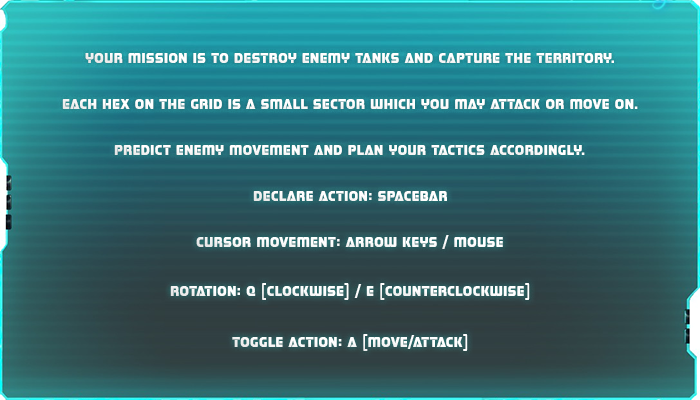 YOUR MISSION IS TO DESTROY ENEMY TANKS AND CAPTURE THE TERRITORY.
EACH HEX ON THE GRID IS A SMALL SECTOR WHICH YOU MAY ATTACK OR MOVE ON.
PREDICT ENEMY MOVEMENT AND PLAN YOUR TACTICS ACCORDINGLY.
DECLARE ACTION: SPACEBAR
CURSOR MOVEMENT: ARROW KEYS / MOUSE
ROTATION: Q [CLOCKWISE] / E [COUNTERCLOCKWISE]
TOGGLE ACTION: A [MOVE/ATTACK]